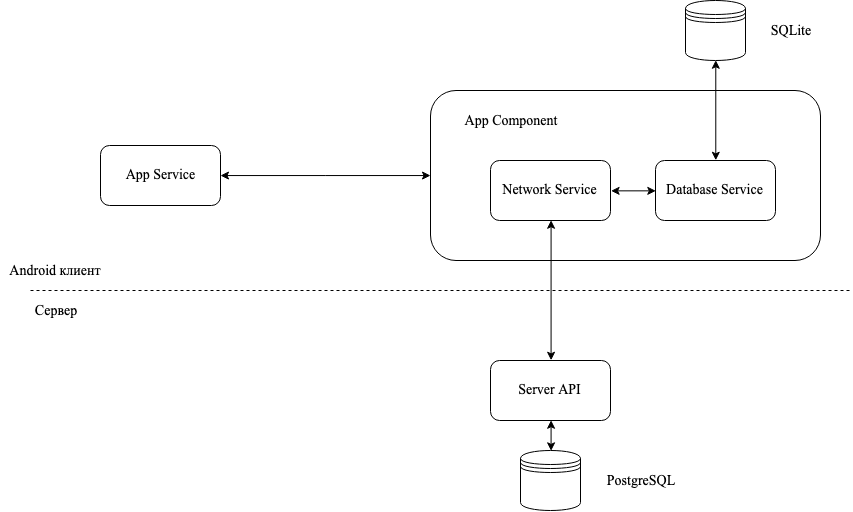 SQLite
App Component
App Service
Network Service
Database Service
Android клиент
Сервер
Server API
PostgreSQL